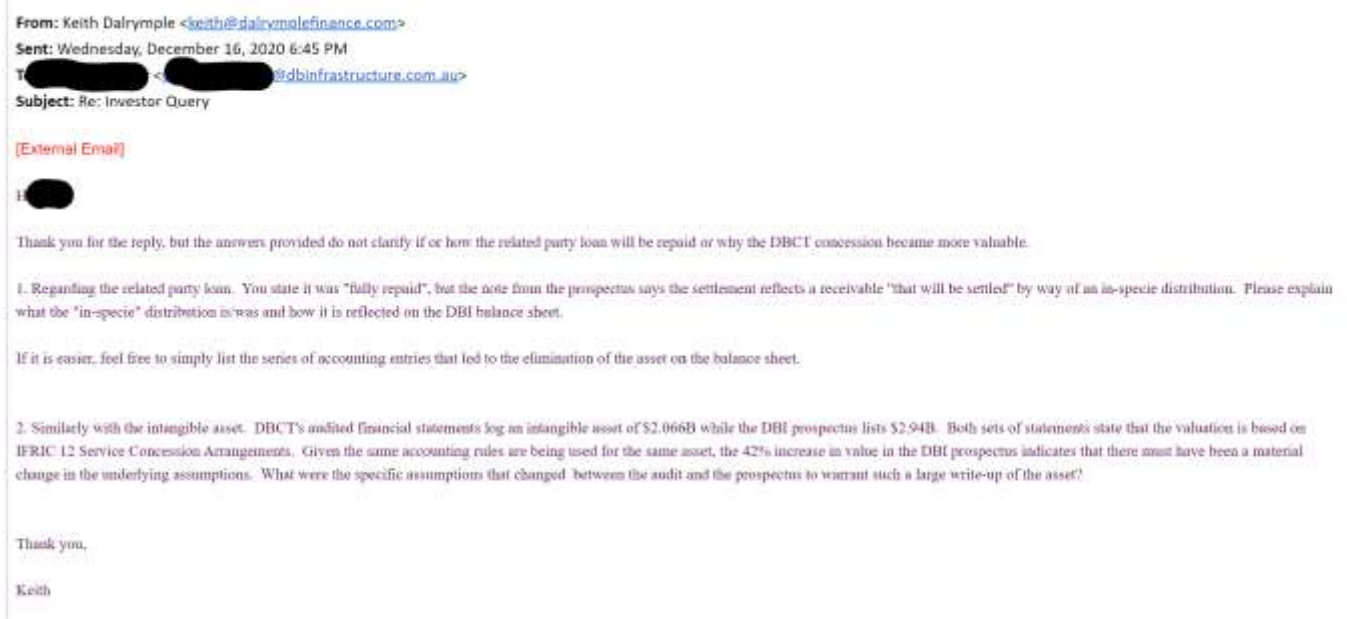 From: Keith Dalrymple <keith@dalrymplefinance.com>
Sent: Wednesday, December 16, 2020 6:45 PM
T < @dbinfrastructure.com.au>
Subject: Re: Investor Query
[External Email]
H
Thank you for the reply, but the answers provided do not clarify if or how the related party loan will be repaid or why the DBCT concession became more valuable.
1. Regarding the related party loan. You state it was "fully repaid", but the note from the prospectus says the settlement reflects a receivable "that will be settled" by way of an in-specie distribution. Please explain
what the "in-specie" distribution is/was and how it is reflected on the DBI balance sheet.
If it is easier, feel free to simply list the series of accounting entries that led to the elimination of the asset on the balance sheet.
2. Similarly with the intangible asset. DBCT's audited financial statements log an intangible asset of $2.066B while the DBI prospectus lists $2.94B. Both sets of statements state that the valuation is based on
IFRIC 12 Service Concession Arrangements. Given the same accounting rules are being used for the same asset, the 42% increase in value in the DBI prospectus indicates that there must have been a material
change in the underlying assumptions. What were the specific assumptions that changed between the audit and the prospectus to warrant such a large write-up of the asset?
Thank you,
Keith